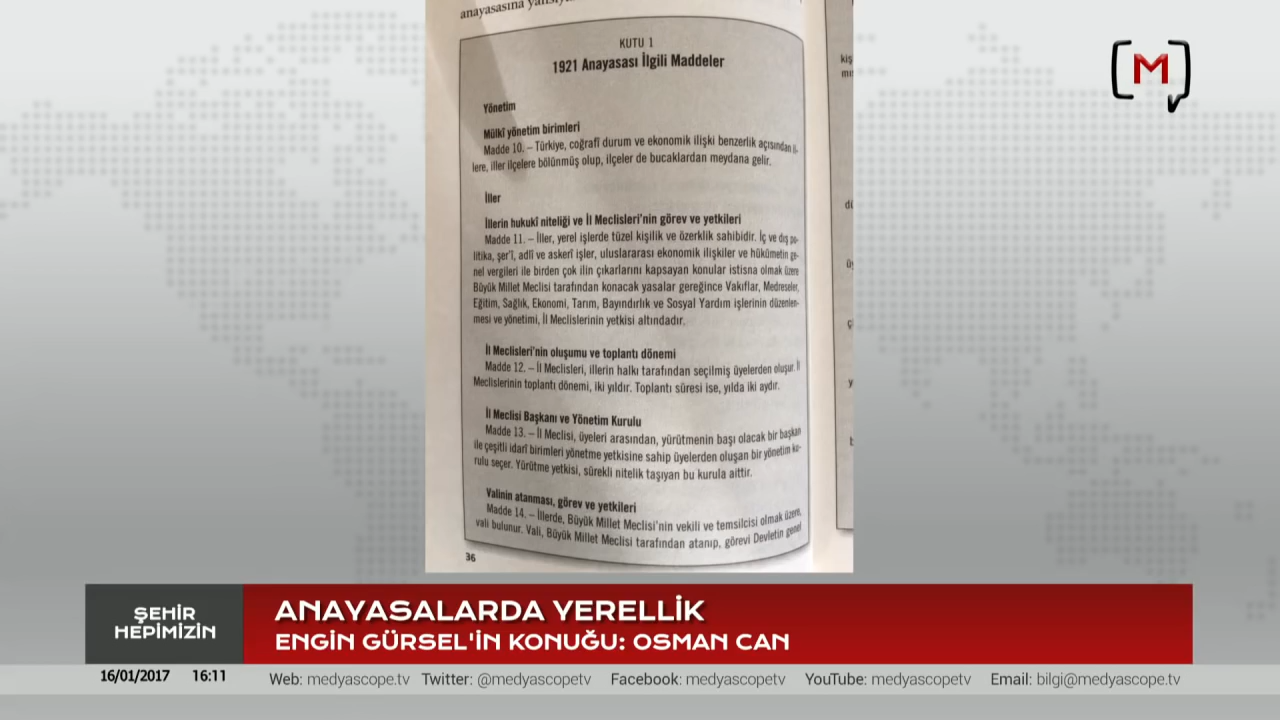 anayasasına
KUTU 1
1921 Anayasası İlgili Maddeler
Yönetim
Mülkî yönetim birimleri
Madde 10. – Türkiye, coğrafî durum ve ekonomik ilişki benzerlik açısından il-
lere, iller ilçelere bölünmüş olup, ilçeler de bucaklardan meydana gelir.
İller
İllerin hukukî niteliği ve İl Meclisleri'nin görev ve yetkileri
Madde 11. – İller, yerel işlerde tüzel kişilik ve özerklik sahibidir. İç ve dış po-
litika, şer'î, adlî ve askerî işler, uluslararası ekonomik ilişkiler ve hükûmetin ge-
nel vergileri ile birden çok ilin çıkarlarını kapsayan konular istisna olmak üzere
Büyük Millet Meclisi tarafından konacak yasalar gereğince Vakıflar, Medreseler,
Eğitim, Sağlık, Ekonomi, Tarım, Bayındırlık ve Sosyal Yardım işlerinin düzenlen-
mesi ve yönetimi, İl Meclislerinin yetkisi altındadır.
İl Meclisleri'nin oluşumu ve toplantı dönemi
Madde 12. – İl Meclisleri, illerin halkı tarafından seçilmiş üyelerden oluşur. İl
Meclislerinin toplantı dönemi, iki yıldır. Toplantı süresi ise, yılda iki aydır.
İl Meclisi Başkanı ve Yönetim Kurulu
Madde 13. – İl Meclisi, üyeleri arasından, yürütmenin başı olacak bir başkan
ile çeşitli idarî birimleri yönetme yetkisine sahip üyelerden oluşan bir yönetim ku-
rulu seçer. Yürütme yetkisi, sürekli nitelik taşıyan bu kurula aittir.
Valinin atanması, görev ve yetkileri
Madde 14. – İllerde, Büyük Millet Meclisi'nin vekili ve temsilcisi olmak üzere,
vali bulunur. Vali, Büyük Millet Meclisi tarafından atanıp, görevi Devletin genel
36
M
ŞEHİR
HEPİMİZİN
ANAYASALARDA YERELLİK
ENGİN GÜRSEL'İN KONUĞU: OSMAN CAN
16/01/2017 16:11 Web: medyascope.tv Twitter: @medyascopetv Facebook: medyascopetv YouTube: medyascopetv Email: bilgi@medyascope.tv